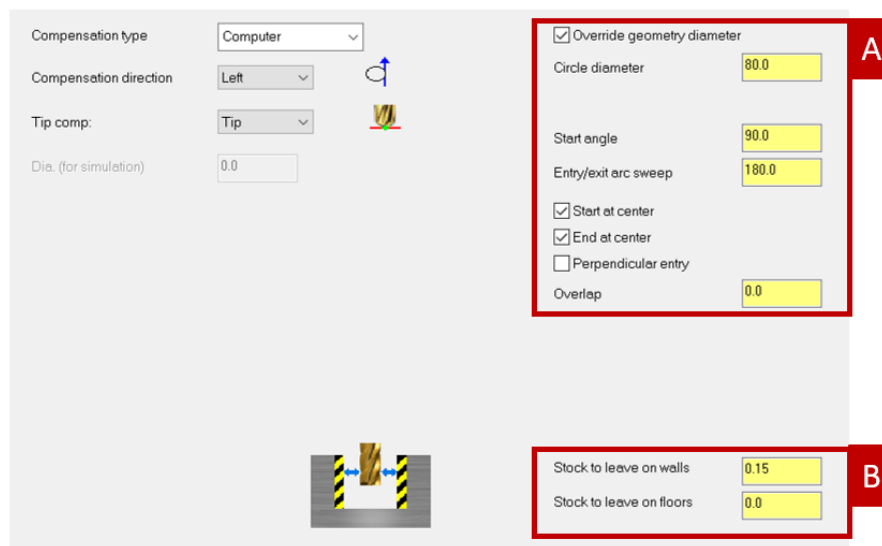 Compensation type Computer
Compensation direction Left
Tip comp: Tip
Dia. (for simulation) 0.0
Override geometry diameter
A
Circle diameter 80.0
Start angle 90.0
Entry/exit arc sweep 180.0
Start at center
End at center
Perpendicular entry
Overlap 0.0
Stock to leave on walls 0.15
B
Stock to leave on floors 0.0